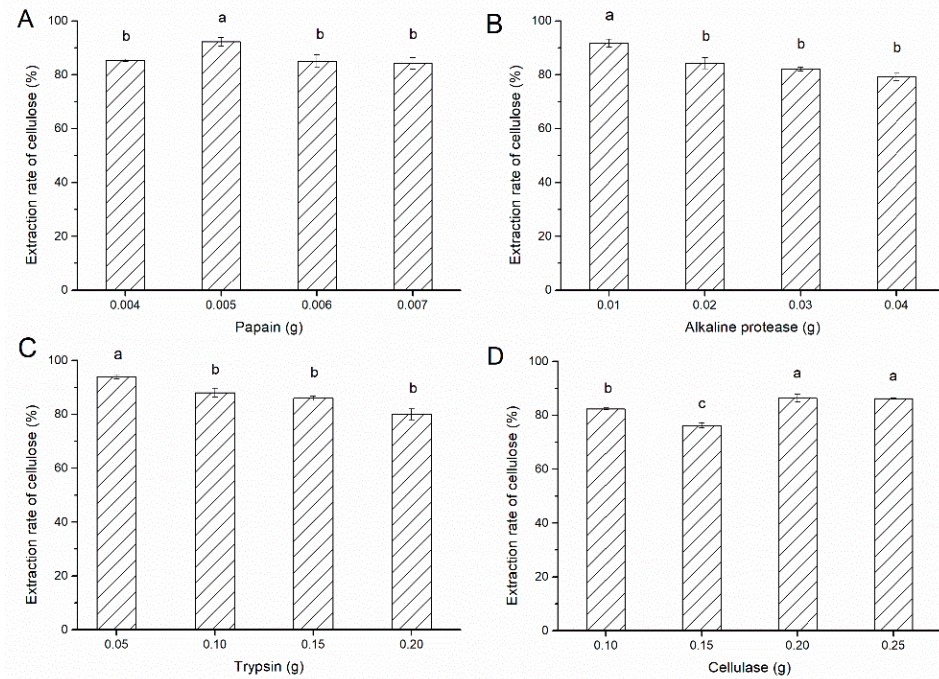 A
Extraction rate of cellulose (%)
100
80
60
40
20
0
b
a
b
b
0.004
0.005
0.006
0.007
Papain (g)
B
Extraction rate of cellulose (%)
100
80
60
40
20
0
a
b
b
b
0.01
0.02
0.03
0.04
Alkaline protease (g)
C
Extraction rate of cellulose (%)
100
80
60
40
20
0
a
b
b
b
0.05
0.10
0.15
0.20
Trypsin (g)
D
Extraction rate of cellulose (%)
100
80
60
40
20
0
b
c
a
a
0.10
0.15
0.20
0.25
Cellulase (g)